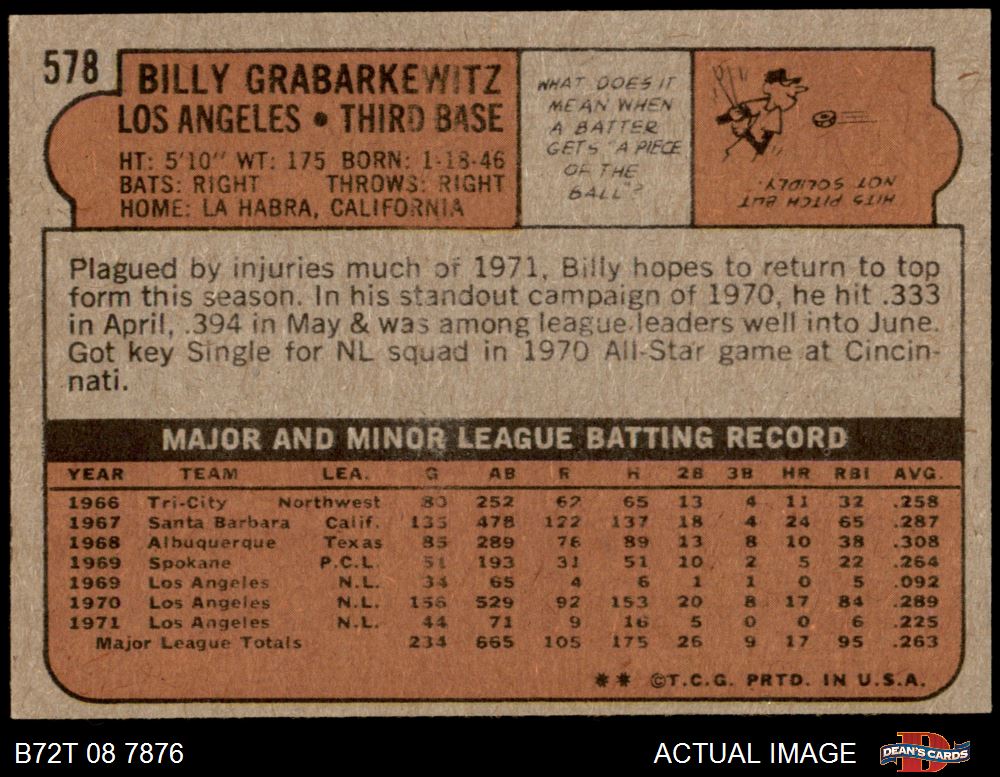 578
BILLY GRABARKEWITZ
LOS ANGELES • THIRD BASE
HT: 5'10" WT: 175 BORN: 1-18-46
BATS: RIGHT THROWS: RIGHT
HOME: LA HABRA, CALIFORNIA
WHAT DOES IT
MEAN WHEN
A BATTER
GETS "A PIECE
OF THE
BALL"?
HITS PITCH BUT
NOT SOLIDLY.
Plagued by injuries much of 1971, Billy hopes to return to top
form this season. In his standout campaign of 1970, he hit .333
in April, .394 in May & was among league leaders well into June.
Got key Single for NL squad in 1970 All-Star game at Cincin-
nati.
MAJOR AND MINOR LEAGUE BATTING RECORD
YEAR TEAM LEA. G AB R H 2B 3B HR RBI AVG.
1966 Tri-City Northwest 80 252 62 65 13 4 11 32 .258
1967 Santa Barbara Calif. 135 478 122 137 18 4 24 65 .287
1968 Albuquerque Texas 85 289 76 89 13 8 10 38 .308
1969 Spokane P.C.L. 51 193 31 51 10 2 5 22 .264
1969 Los Angeles N.L. 34 65 4 6 1 1 0 5 .092
1970 Los Angeles N.L. 156 529 92 153 20 8 17 84 .289
1971 Los Angeles N.L. 44 71 9 16 5 0 0 6 .225
Major League Totals 234 665 105 175 26 9 17 95 .263
** ©T.C.G. PRTD. IN U.S.A.
B72T 08 7876
ACTUAL IMAGE
DEAN'S CARDS